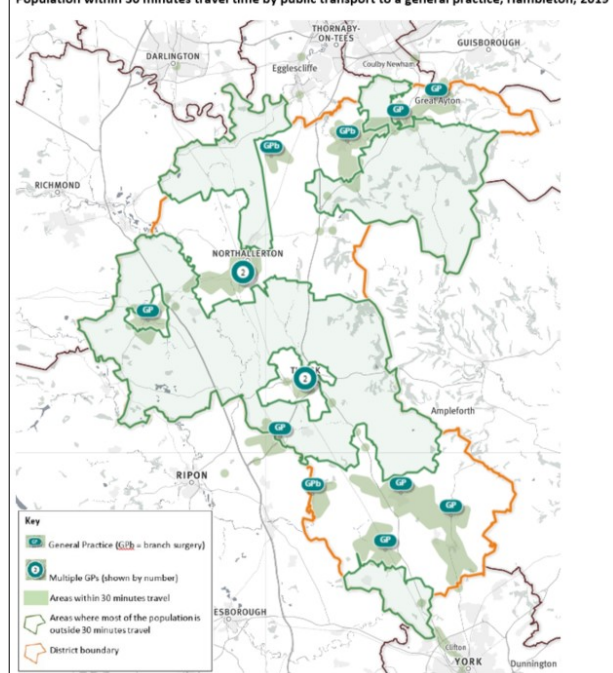 Population within 30 minutes travel time by public transport to a general practice, Hambleton, 2015
THORNABY-
ON-TEES
GUISBOROUGH
DARLINGTON
Coulby Newham
Egglescliffe
GP
Great Ayton
GP
GPb
GPb
RICHMOND
NORTHALLERTON
2
GP
2
Ampleforth
GP
RIPON
GPb
GP
GP
GP
Key
GP
General Practice (GPb = branch surgery)
2
Multiple GPs (shown by number)
Areas within 30 minutes travel
Areas where most of the population is
outside 30 minutes travel
District boundary
ESBOROUGH
Clifton
YORK
Dunnington